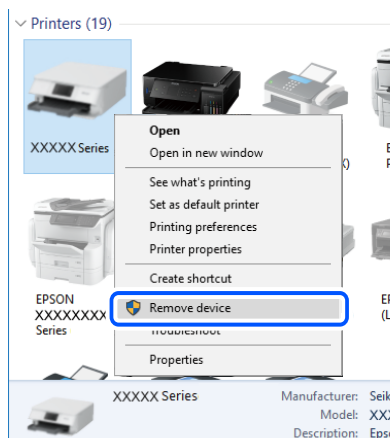 Printers (19)
XXXXX Series
Open
Open in new window
See what's printing
Set as default printer
Printing preferences
Printer properties
Create shortcut
Remove device
Troubleshoot
Properties
EPSON
XXXXXXXX
Series
XXXXX Series
Manufacturer:
Model:
Description: